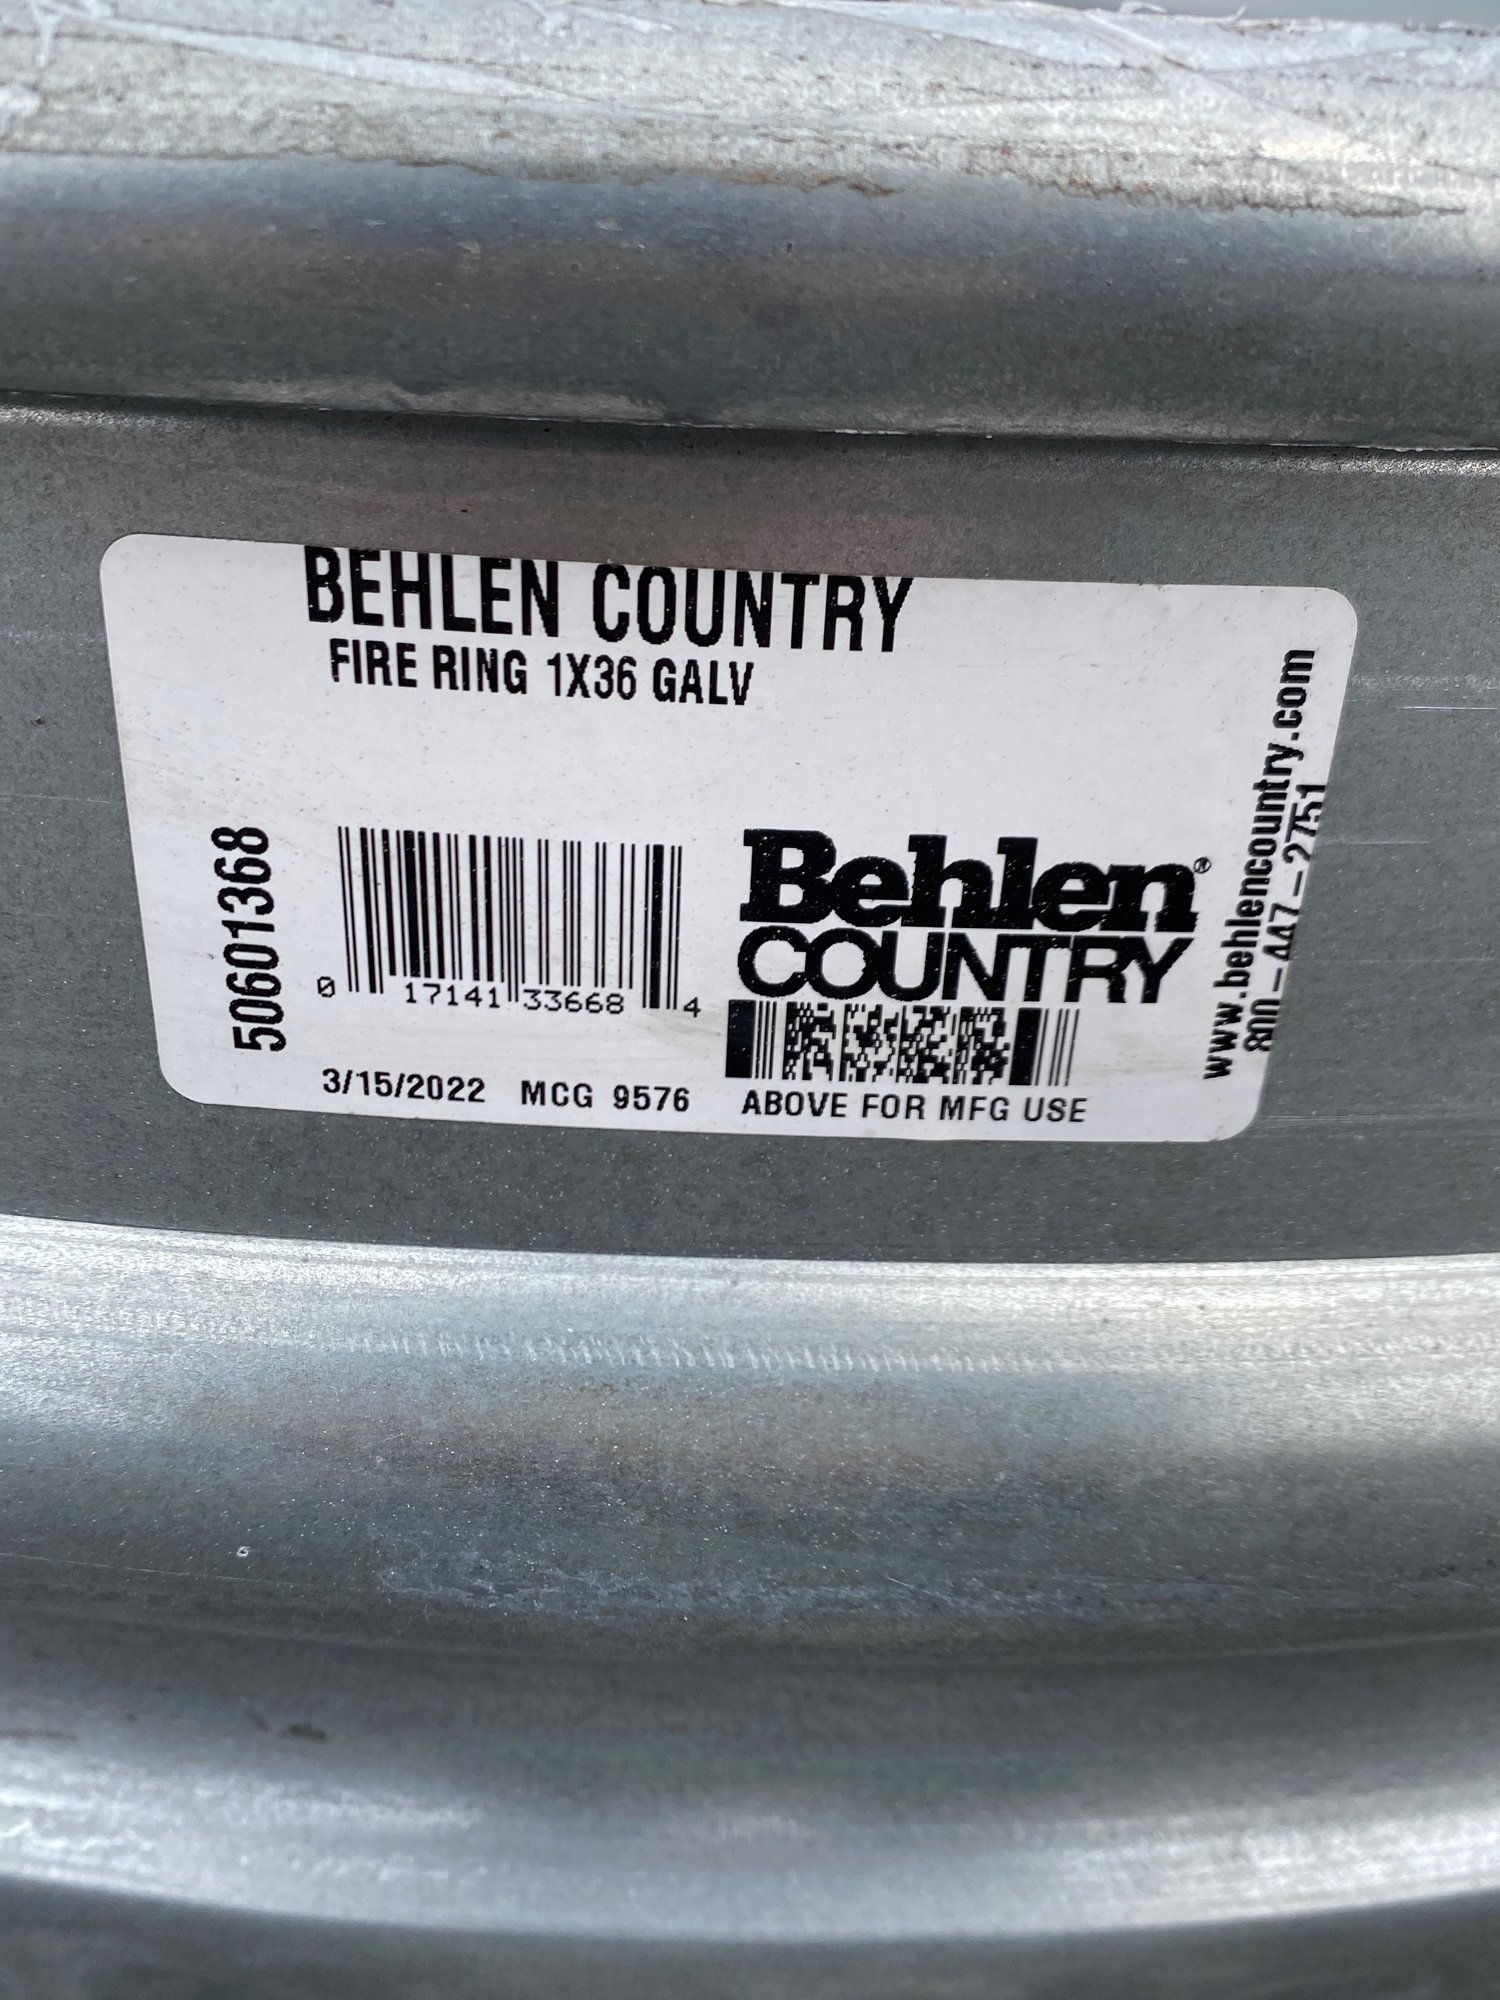 BEHLEN COUNTRY
FIRE RING 1X36 GALV
50601368
0 17141 33668 4
Behlen®
COUNTRY
www.behlencountry.com
800-447-2751
3/15/2022 MCG 9576
ABOVE FOR MFG USE